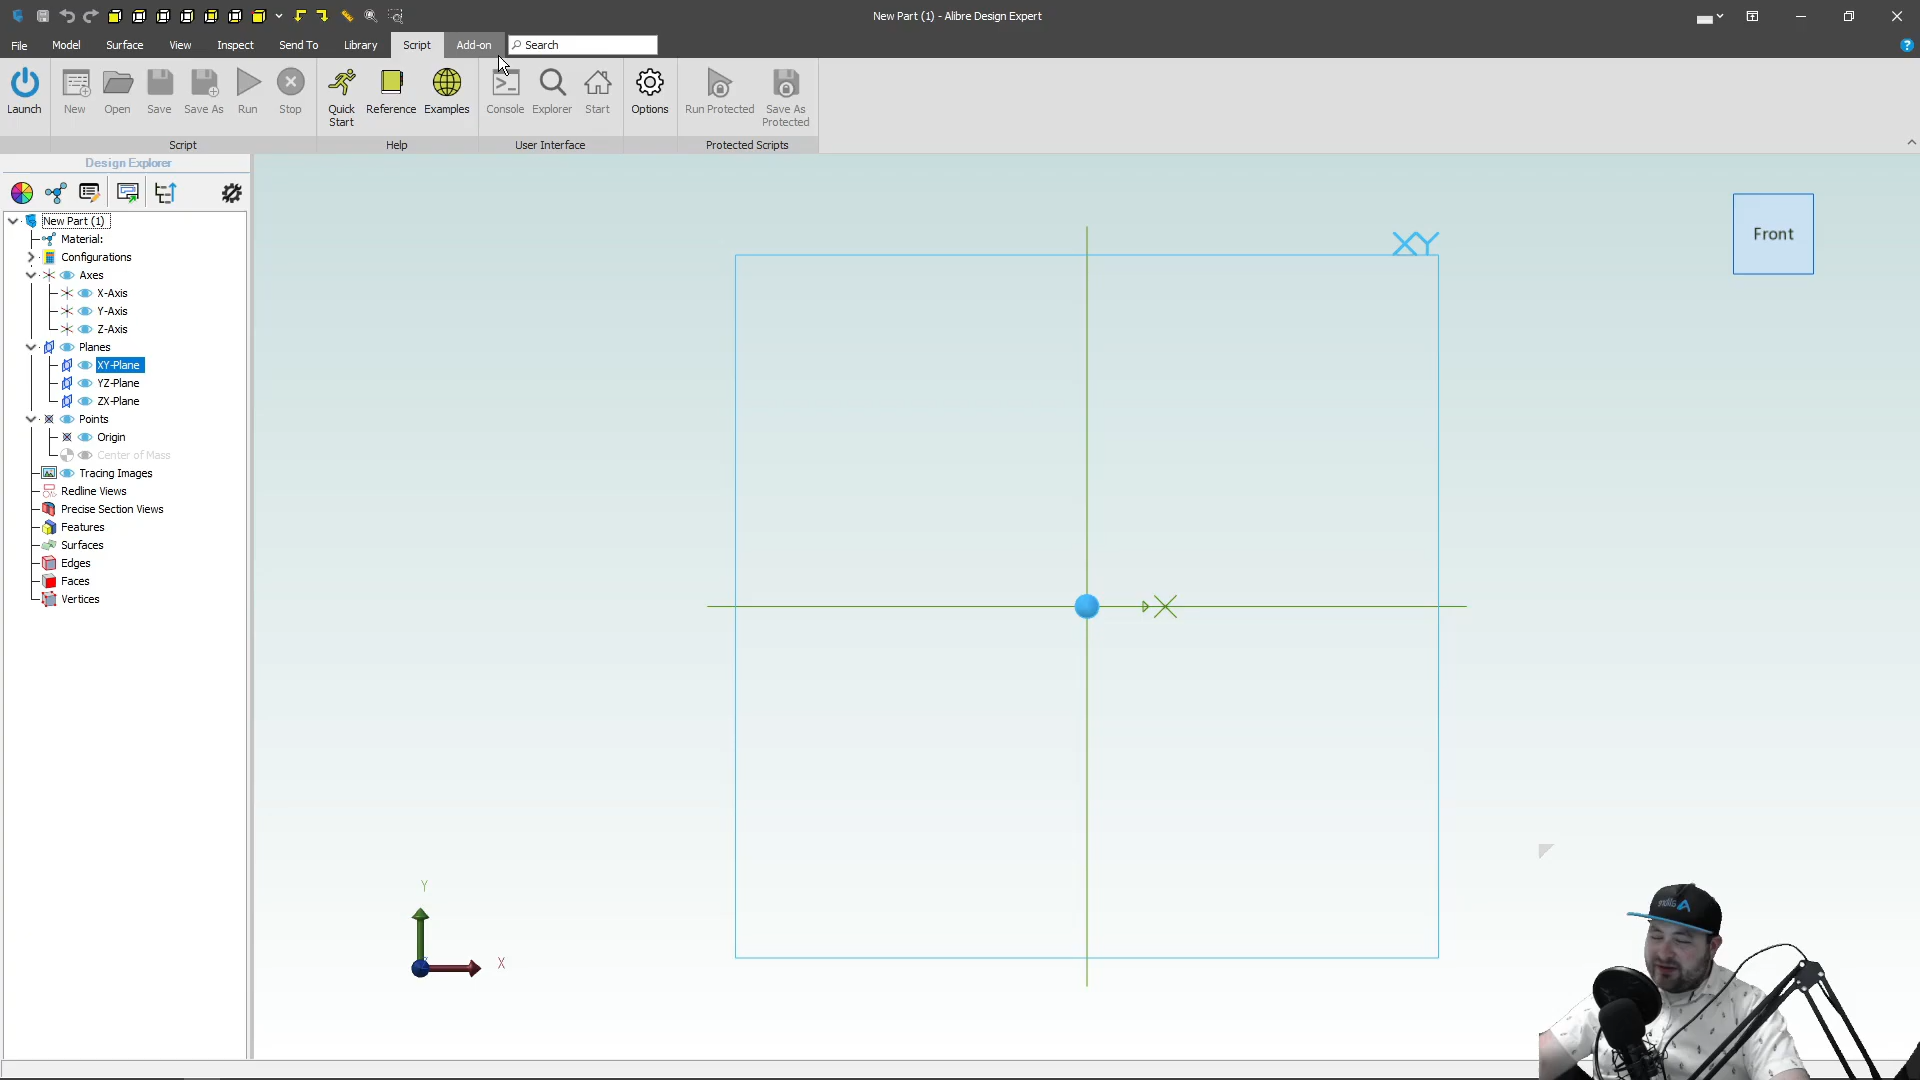 New Part (1) - Alibre Design Expert
File Model Surface View Inspect Send To Library Script Add-on Search
Launch New Open Save Save As Run Stop Quick Start Reference Examples Console Explorer Start Options Run Protected Save As Protected
Script Help User Interface Protected Scripts
Design Explorer
New Part (1)
Material:
Configurations
Axes
X-Axis
Y-Axis
Z-Axis
Planes
XY-Plane
YZ-Plane
ZX-Plane
Points
Origin
Center of Mass
Tracing Images
Redline Views
Precise Section Views
Features
Surfaces
Edges
Faces
Vertices
XY
Front
X
Y
X